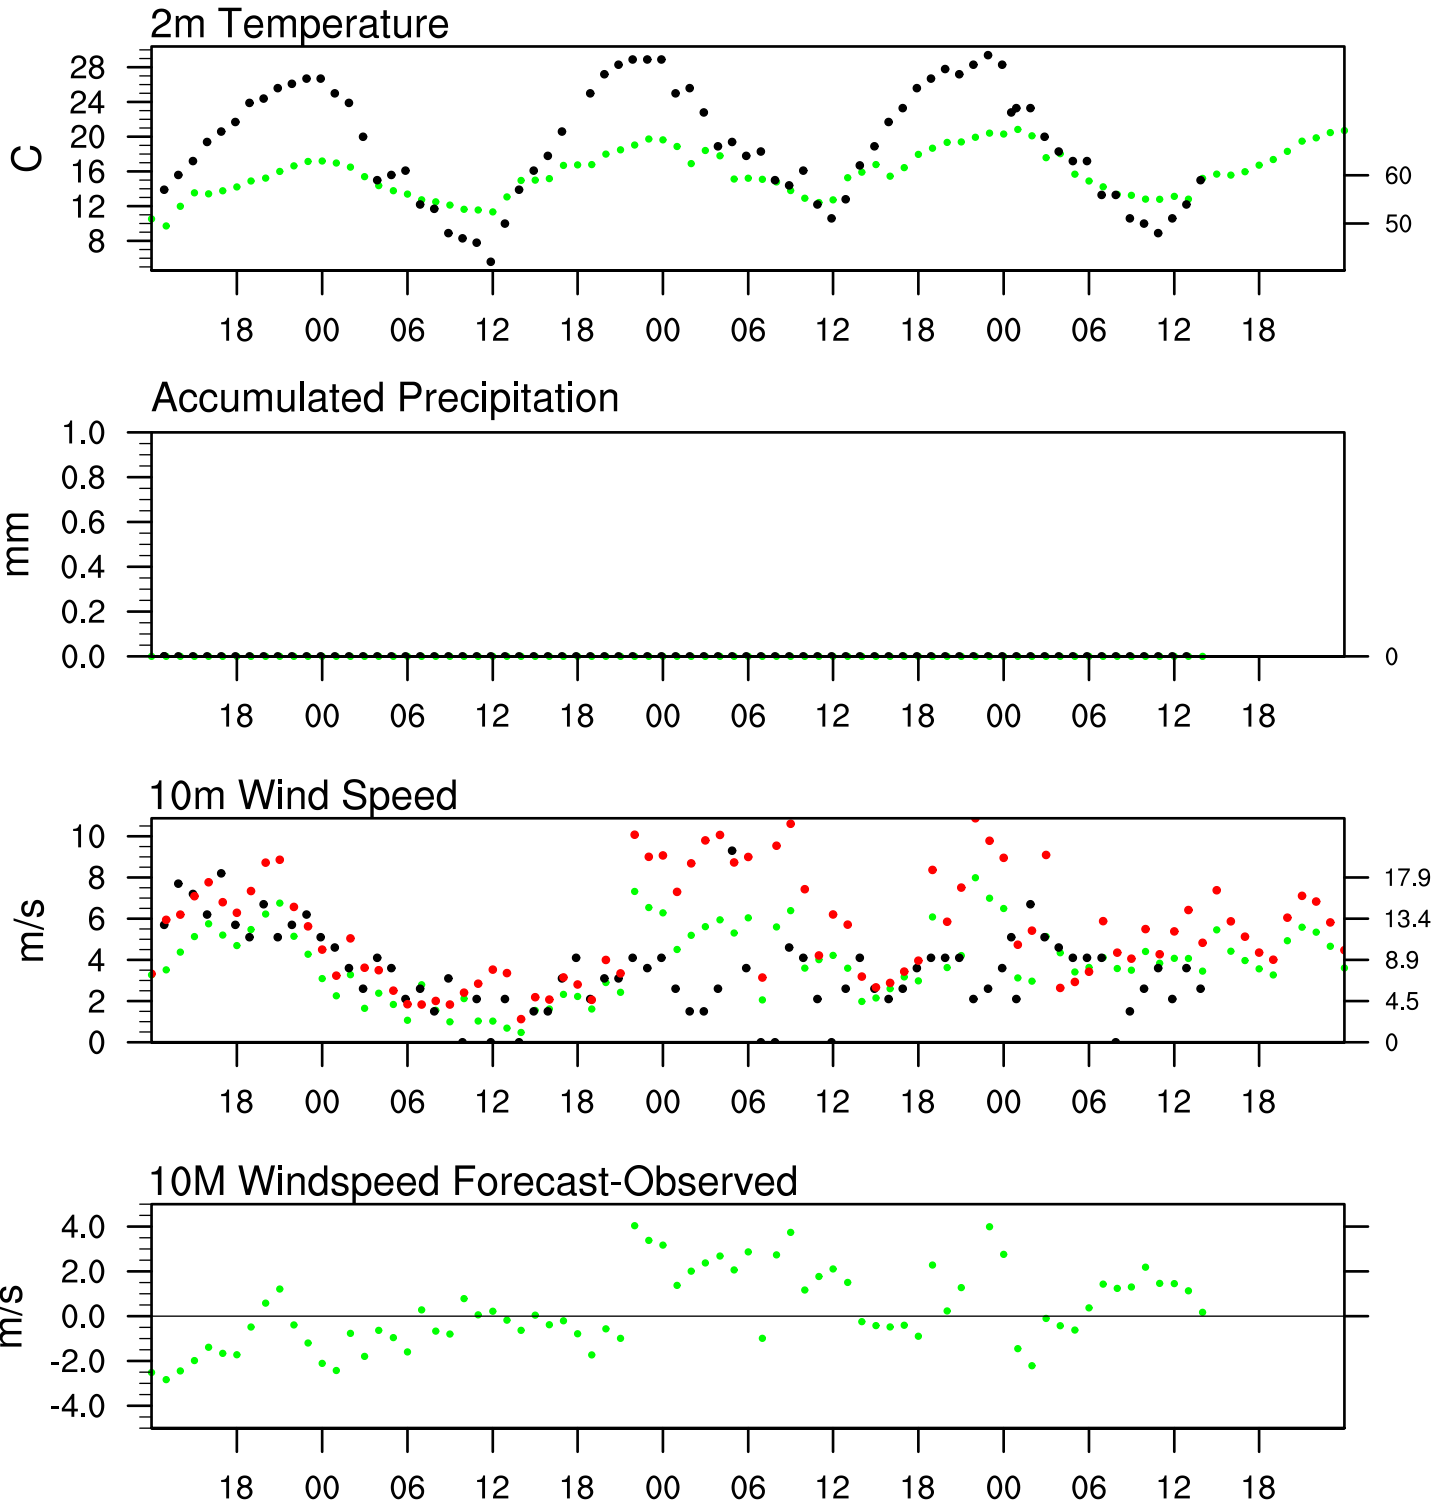 2m Temperature
28
24
20
16
12
8
C
60
50
18 00 06 12 18 00 06 12 18 00 06 12 18
Accumulated Precipitation
1.0
0.8
0.6
0.4
0.2
0.0
mm
0
18 00 06 12 18 00 06 12 18 00 06 12 18
10m Wind Speed
10
8
6
4
2
0
m/s
17.9
13.4
8.9
4.5
0
18 00 06 12 18 00 06 12 18 00 06 12 18
10M Windspeed Forecast-Observed
4.0
2.0
0.0
-2.0
-4.0
m/s
18 00 06 12 18 00 06 12 18 00 06 12 18